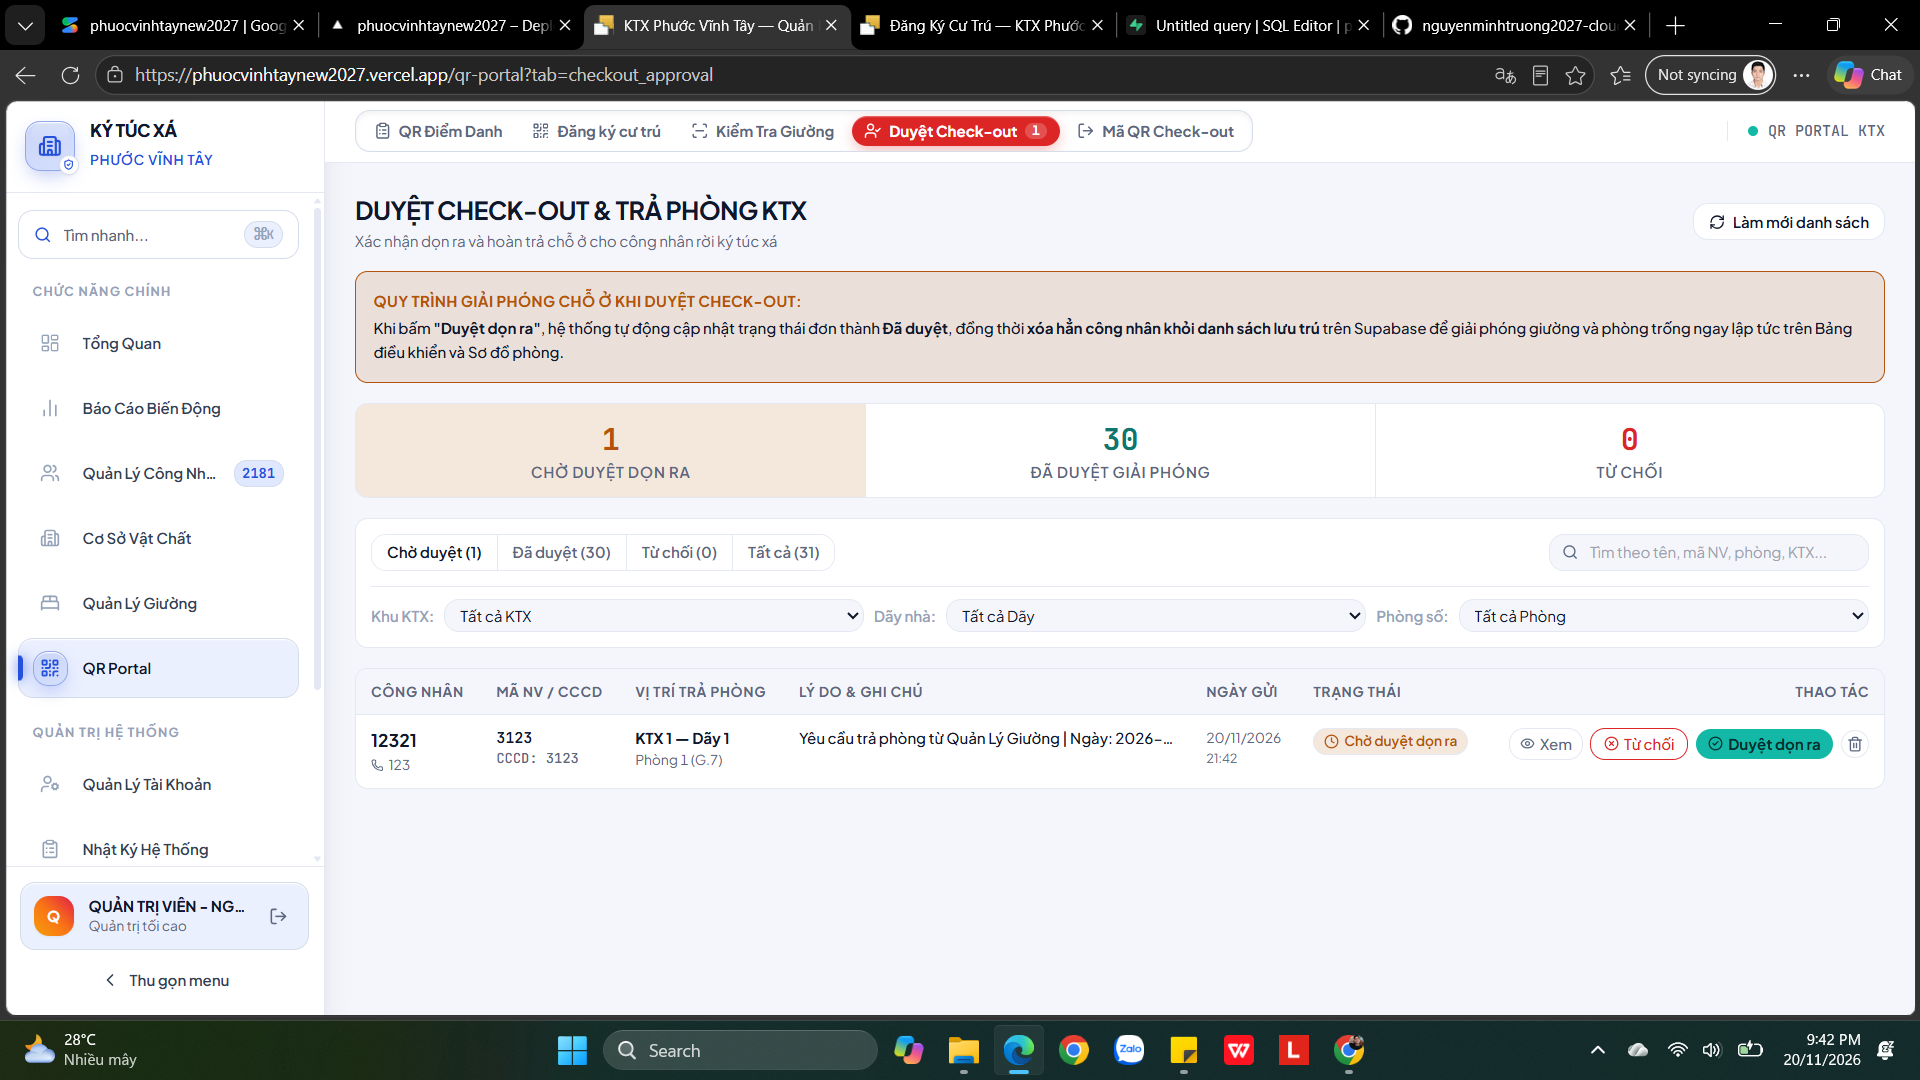 phuocvinhtaynew2027 | Goog
phuocvinhtaynew2027 – Depl
KTX Phước Vĩnh Tây — Quản
Đăng Ký Cư Trú — KTX Phước
Untitled query | SQL Editor | p
nguyenminhtruong2027-clou
https://phuocvinhtaynew2027.vercel.app/qr-portal?tab=checkout_approval
Not syncing
Chat
KÝ TÚC XÁ
PHƯỚC VĨNH TÂY
Tìm nhanh...
⌘K
CHỨC NĂNG CHÍNH
Tổng Quan
Báo Cáo Biến Động
Quản Lý Công Nh... 2181
Cơ Sở Vật Chất
Quản Lý Giường
QR Portal
QUẢN TRỊ HỆ THỐNG
Quản Lý Tài Khoản
Nhật Ký Hệ Thống
Q
QUẢN TRỊ VIÊN - NG...
Quản trị tối cao
Thu gọn menu
QR Điểm Danh
Đăng ký cư trú
Kiểm Tra Giường
Duyệt Check-out 1
Mã QR Check-out
QR PORTAL KTX
DUYỆT CHECK-OUT & TRẢ PHÒNG KTX
Xác nhận dọn ra và hoàn trả chỗ ở cho công nhân rời ký túc xá
Làm mới danh sách
QUY TRÌNH GIẢI PHÓNG CHỖ Ở KHI DUYỆT CHECK-OUT:
Khi bấm "Duyệt dọn ra", hệ thống tự động cập nhật trạng thái đơn thành Đã duyệt, đồng thời xóa hẳn công nhân khỏi danh sách lưu trú trên Supabase để giải phóng giường và phòng trống ngay lập tức trên Bảng
điều khiển và Sơ đồ phòng.
1
CHỜ DUYỆT DỌN RA
30
ĐÃ DUYỆT GIẢI PHÓNG
0
TỪ CHỐI
Chờ duyệt (1)
Đã duyệt (30)
Từ chối (0)
Tất cả (31)
Tìm theo tên, mã NV, phòng, KTX...
Khu KTX: Tất cả KTX
Dãy nhà: Tất cả Dãy
Phòng số: Tất cả Phòng
CÔNG NHÂN
MÃ NV / CCCD
VỊ TRÍ TRẢ PHÒNG
LÝ DO & GHI CHÚ
NGÀY GỬI
TRẠNG THÁI
THAO TÁC
12321
123
3123
CCCD: 3123
KTX 1 — Dãy 1
Phòng 1 (G.7)
Yêu cầu trả phòng từ Quản Lý Giường | Ngày: 2026-...
20/11/2026
21:42
Chờ duyệt dọn ra
Xem
Từ chối
Duyệt dọn ra
28°C
Nhiều mây
Search
Zalo
W
L
9:42 PM
20/11/2026